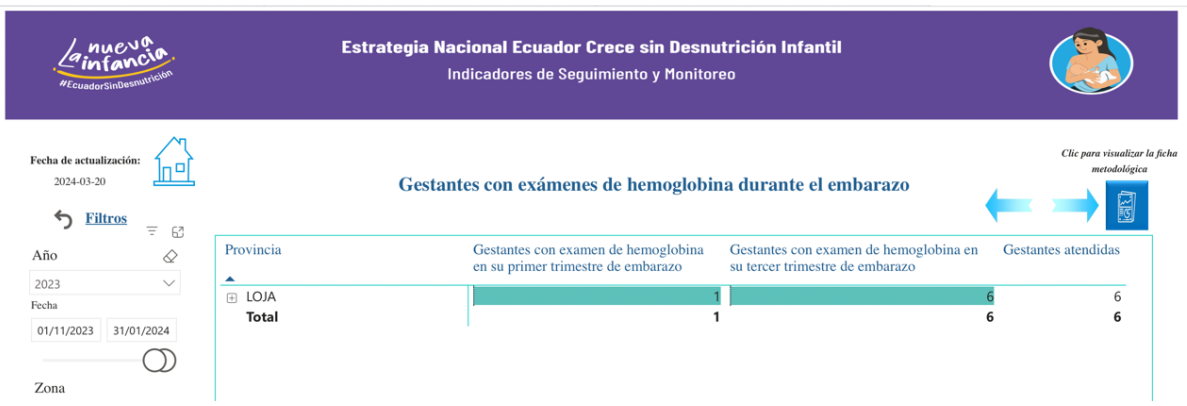 La nueva
infancia
#EcuadorSinDesnutrición
Estrategia Nacional Ecuador Crece sin Desnutrición Infantil
Indicadores de Seguimiento y Monitoreo
Fecha de actualización:
2024-03-20
Clic para visualizar la ficha
metodológica
Gestantes con exámenes de hemoglobina durante el embarazo
Filtros
Año
2023
Fecha
01/11/2023 31/01/2024
Zona
Provincia Gestantes con examen de hemoglobina Gestantes con examen de hemoglobina en Gestantes atendidas
en su primer trimestre de embarazo su tercer trimestre de embarazo
LOJA 1 6 6
Total 1 6 6